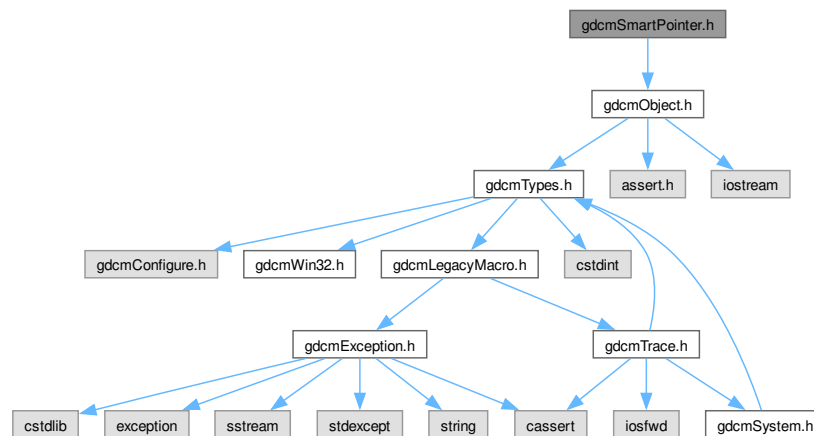 gdcmSmartPointer.h
gdcmObject.h
gdcmTypes.h
assert.h
iostream
gdcmConfigure.h
gdcmWin32.h
gdcmLegacyMacro.h
cstdint
gdcmException.h
gdcmTrace.h
cstdlib
exception
sstream
stdexcept
string
cassert
iosfwd
gdcmSystem.h